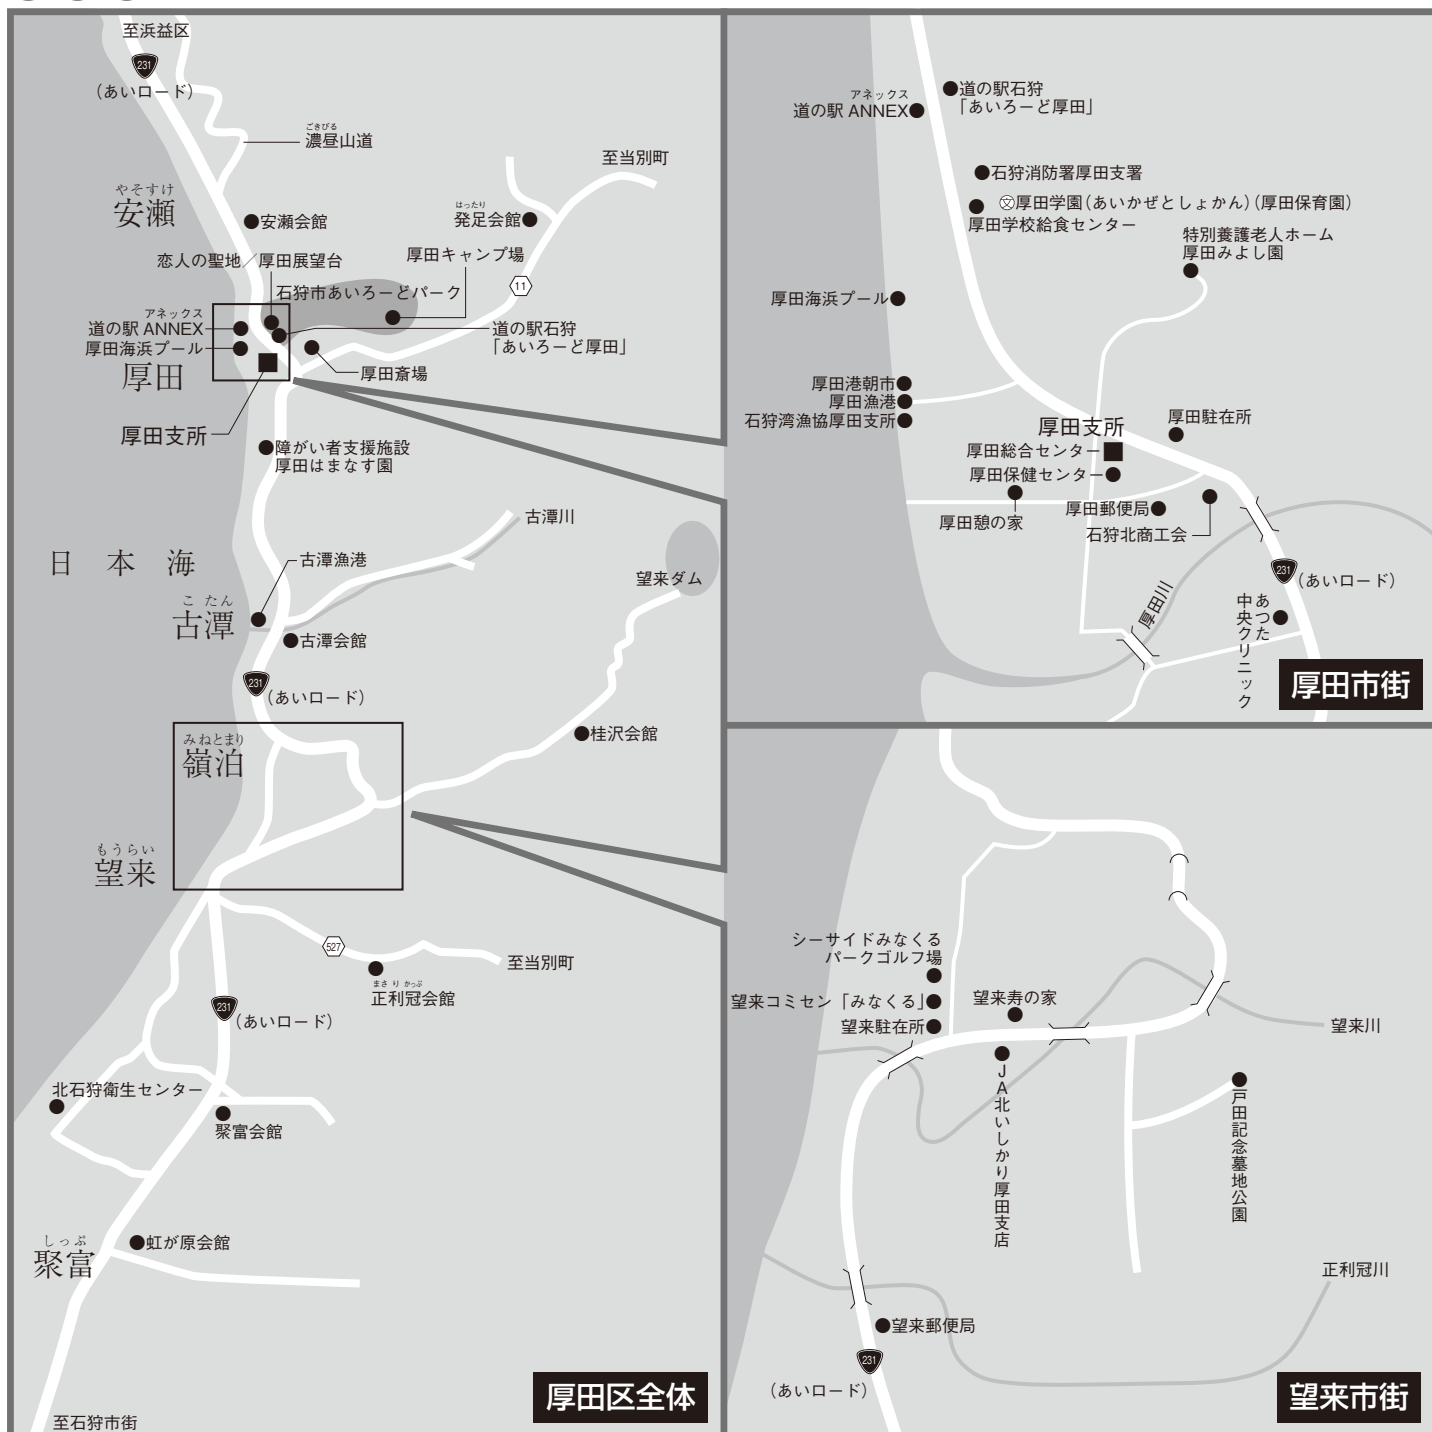 至浜益区
231
(あいロード)
ごきびる
濃昼山道
至当別町
やそすけ
安瀬
安瀬会館
はったり
発足会館
恋人の聖地／厚田展望台
厚田キャンプ場
石狩市あいろーどパーク
11
アネックス
道の駅 ANNEX
厚田海浜プール
道の駅石狩
「あいろーど厚田」
厚田
厚田斎場
厚田支所
障がい者支援施設
厚田はまなす園
古潭川
日本海
古潭漁港
望来ダム
こたん
古潭
古潭会館
231
(あいロード)
桂沢会館
みねとまり
嶺泊
もうらい
望来
527
至当別町
まさりかっぷ
正利冠会館
231
(あいロード)
北石狩衛生センター
聚富会館
しっぷ
聚富
虹が原会館
至石狩市街
厚田区全体
アネックス
道の駅 ANNEX
道の駅石狩
「あいろーど厚田」
石狩消防署厚田支署
文厚田学園(あいかぜとしょかん)(厚田保育園)
厚田学校給食センター
特別養護老人ホーム
厚田みよし園
厚田海浜プール
厚田港朝市
厚田漁港
石狩湾漁協厚田支所
厚田支所
厚田総合センター
厚田保健センター
厚田駐在所
厚田憩の家
厚田郵便局
石狩北商工会
231
(あいロード)
厚田川
あつた
中央クリニック
厚田市街
シーサイドみなくる
パークゴルフ場
望来コミセン「みなくる」
望来駐在所
望来寿の家
望来川
JA北いしかり厚田支店
戸田記念墓地公園
正利冠川
望来郵便局
231
(あいロード)
望来市街